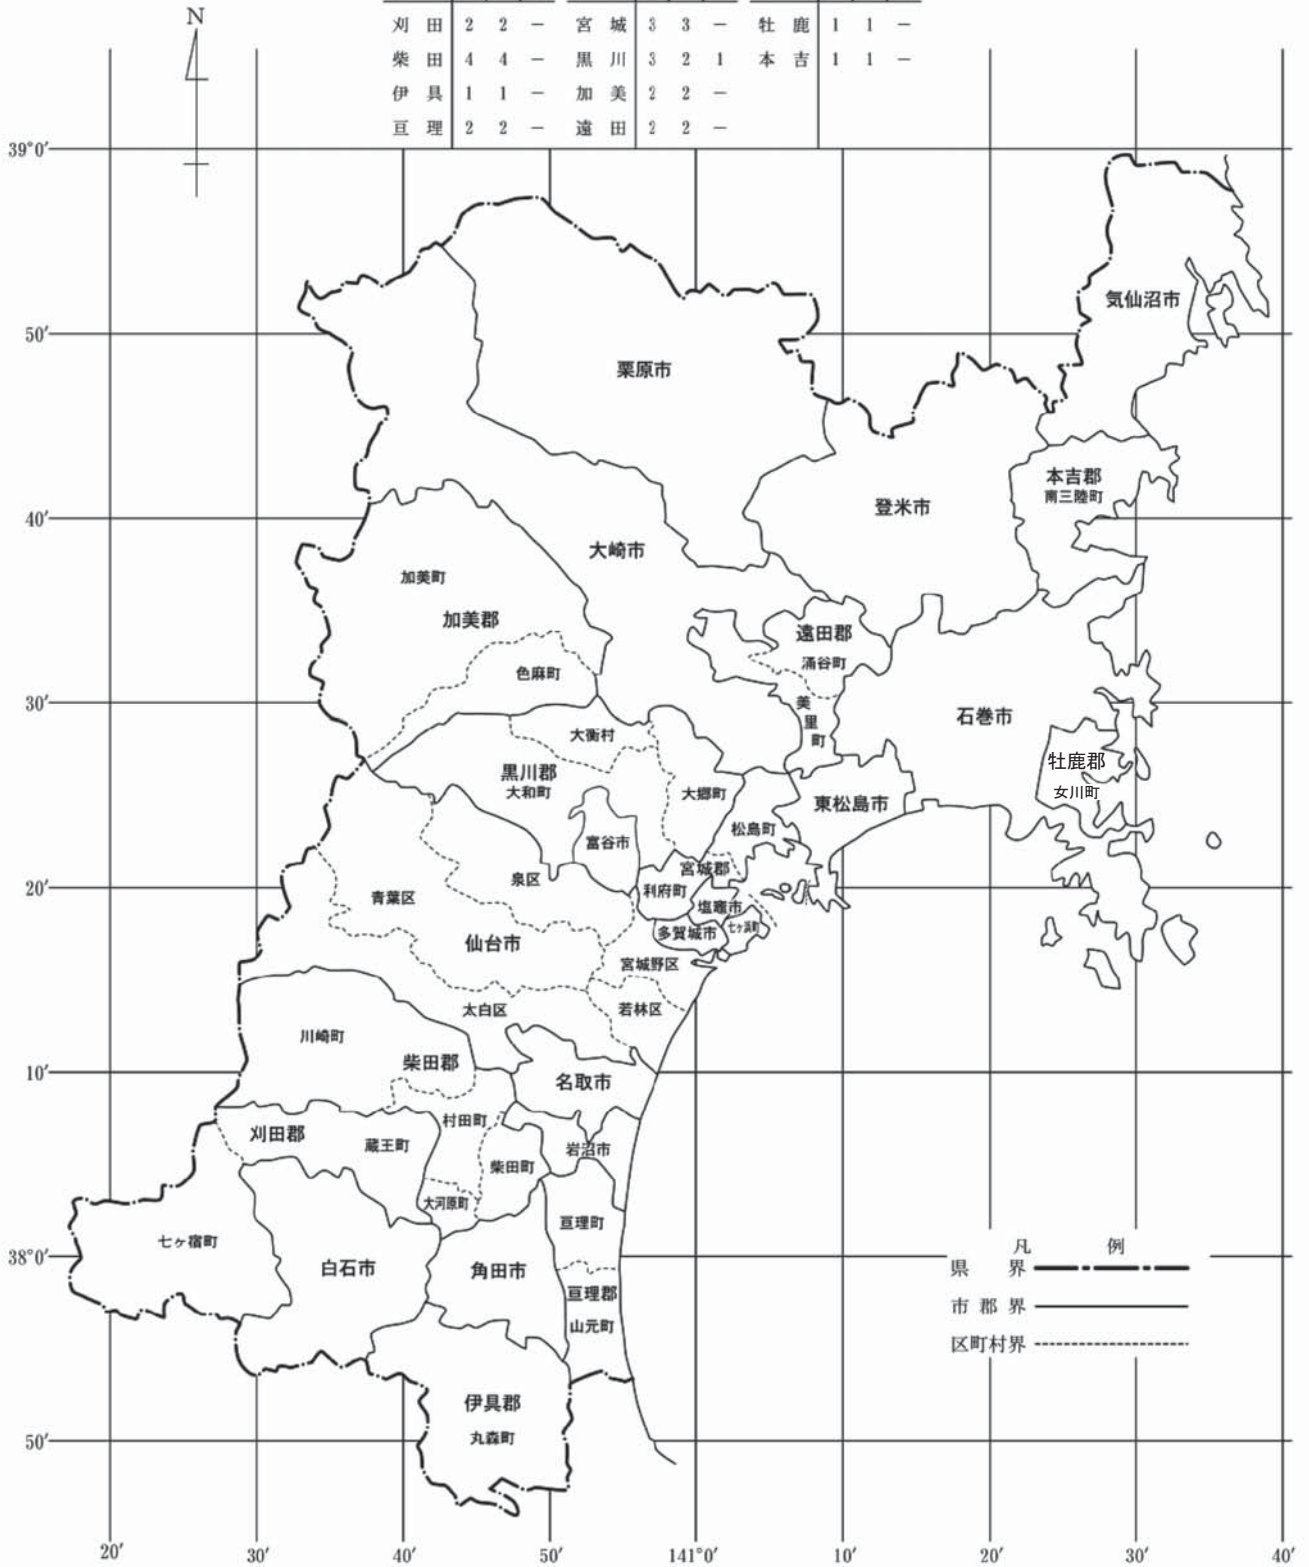 N
刈 田 2 2 － 宮 城 3 3 － 牡 鹿 1 1 －
柴 田 4 4 － 黒 川 3 2 1 本 吉 1 1 －
伊 具 1 1 － 加 美 2 2 －
亘 理 2 2 － 遠 田 2 2 －
39°0′
気仙沼市
50′
栗原市
本吉郡
南三陸町
登米市
40′
大崎市
加美町
加美郡
遠田郡
涌谷町
色麻町
30′
美里町
石巻市
大衡村
牡鹿郡
女川町
黒川郡
大和町
大郷町
東松島市
松島町
富谷市
宮城郡
泉区
利府町
20′
青葉区
塩竈市
七ヶ浜町
多賀城市
仙台市
宮城野区
太白区
若林区
川崎町
柴田郡
10′
名取市
村田町
刈田郡
蔵王町
岩沼市
柴田町
大河原町
亘理町
七ヶ宿町
38°0′
白石市
角田市
亘理郡
山元町
凡 例
県 界
市 郡 界
区町村界
伊具郡
丸森町
50′
20′ 30′ 40′ 50′ 141°0′ 10′ 20′ 30′ 40′